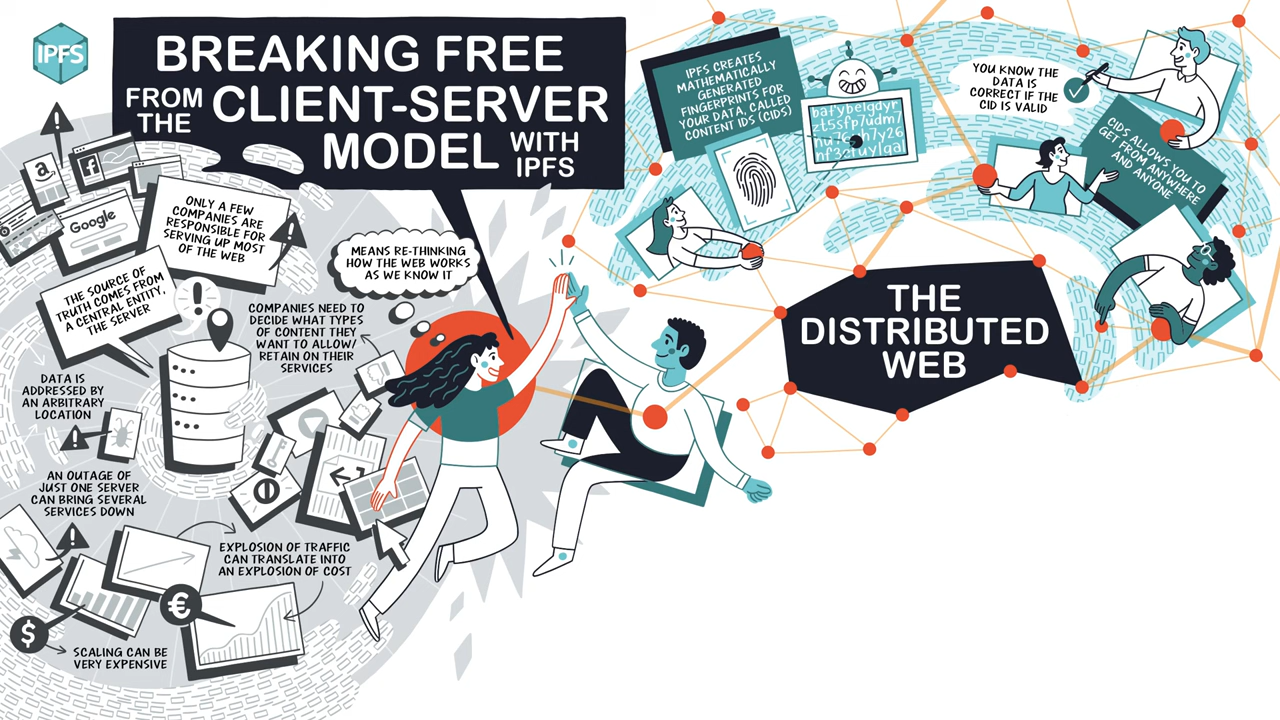 IPFS
BREAKING FREE
FROM THE CLIENT-SERVER
MODEL WITH IPFS
a
f
Google
ONLY A FEW
COMPANIES ARE
RESPONSIBLE FOR
SERVING UP MOST
OF THE WEB
THE SOURCE OF
TRUTH COMES FROM
A CENTRAL ENTITY,
THE SERVER
MEANS RE-THINKING
HOW THE WEB WORKS
AS WE KNOW IT
COMPANIES NEED TO
DECIDE WHAT TYPES
OF CONTENT THEY
WANT TO ALLOW/
RETAIN ON THEIR
SERVICES
DATA IS
ADDRESSED BY
AN ARBITRARY
LOCATION
AN OUTAGE OF
JUST ONE SERVER
CAN BRING SEVERAL
SERVICES DOWN
EXPLOSION OF TRAFFIC
CAN TRANSLATE INTO
AN EXPLOSION OF COST
€
$
SCALING CAN BE
VERY EXPENSIVE
IPFS CREATES
MATHEMATICALLY
GENERATED
FINGERPRINTS FOR
YOUR DATA, CALLED
CONTENT IDS (CIDS)
bafybeigdyr
zt5sfp7udm7
YOU KNOW THE
DATA IS
CORRECT IF THE
CID IS VALID
CIDS ALLOWS YOU TO
GET FROM ANYWHERE
AND
ANYONE
THE
DISTRIBUTED
WEB